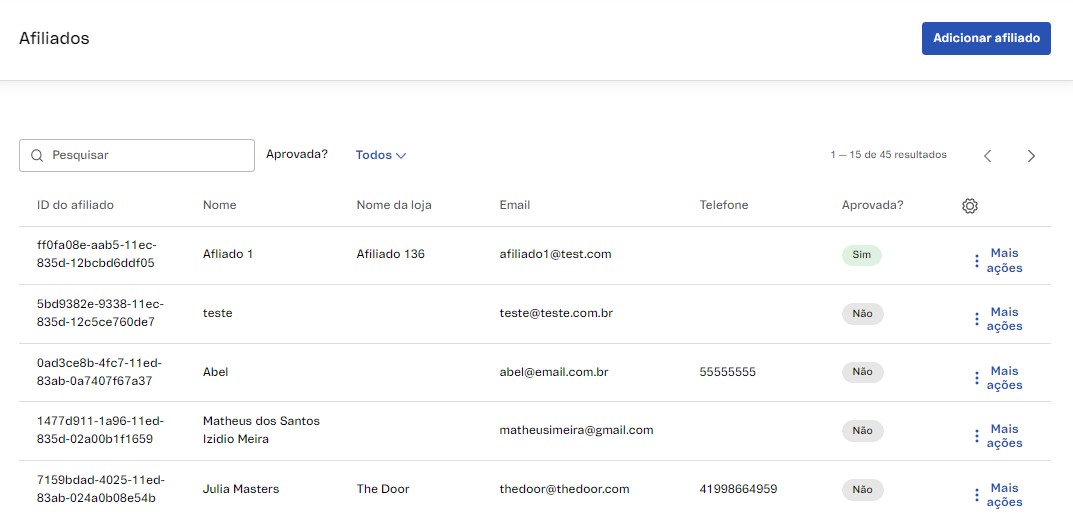 Afiliados
Adicionar afiliado
Pesquisar
Aprovada?
Todos
1 — 15 de 45 resultados
ID do afiliado Nome Nome da loja Email Telefone Aprovada?
ff0fa08e-aab5-11ec-
835d-12bcbd6ddf05
Afliado 1
Afiliado 136
afiliado1@test.com
Sim
Mais
ações
5bd9382e-9338-11ec-
835d-12c5ce760de7
teste
teste@teste.com.br
Não
Mais
ações
0ad3ce8b-4fc7-11ed-
83ab-0a7407f67a37
Abel
abel@email.com.br
55555555
Não
Mais
ações
1477d911-1a96-11ed-
835d-02a00b1f1659
Matheus dos Santos
Izidio Meira
matheusimeira@gmail.com
Não
Mais
ações
7159bdad-4025-11ed-
83ab-024a0b08e54b
Julia Masters
The Door
thedoor@thedoor.com
41998664959
Não
Mais
ações